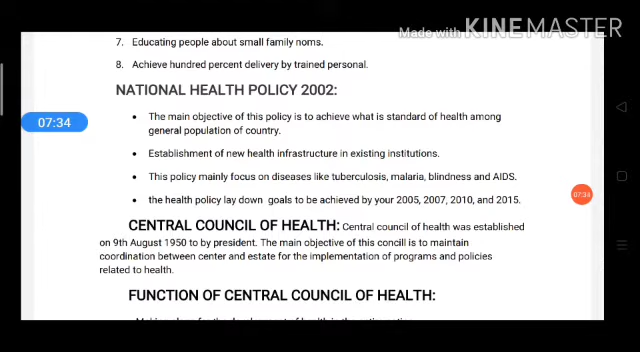 Made with KINEMASTER
7. Educating people about small family noms.
8. Achieve hundred percent delivery by trained personal.
NATIONAL HEALTH POLICY 2002:
07:34
• The main objective of this policy is to achieve what is standard of health among
general population of country.
• Establishment of new health infrastructure in existing institutions.
• This policy mainly focus on diseases like tuberculosis, malaria, blindness and AIDS.
• the health policy lay down goals to be achieved by your 2005, 2007, 2010, and 2015.
07:34
CENTRAL COUNCIL OF HEALTH: Central council of health was established
on 9th August 1950 to by president. The main objective of this concill is to maintain
coordination between center and estate for the implementation of programs and policies
related to health.
FUNCTION OF CENTRAL COUNCIL OF HEALTH: